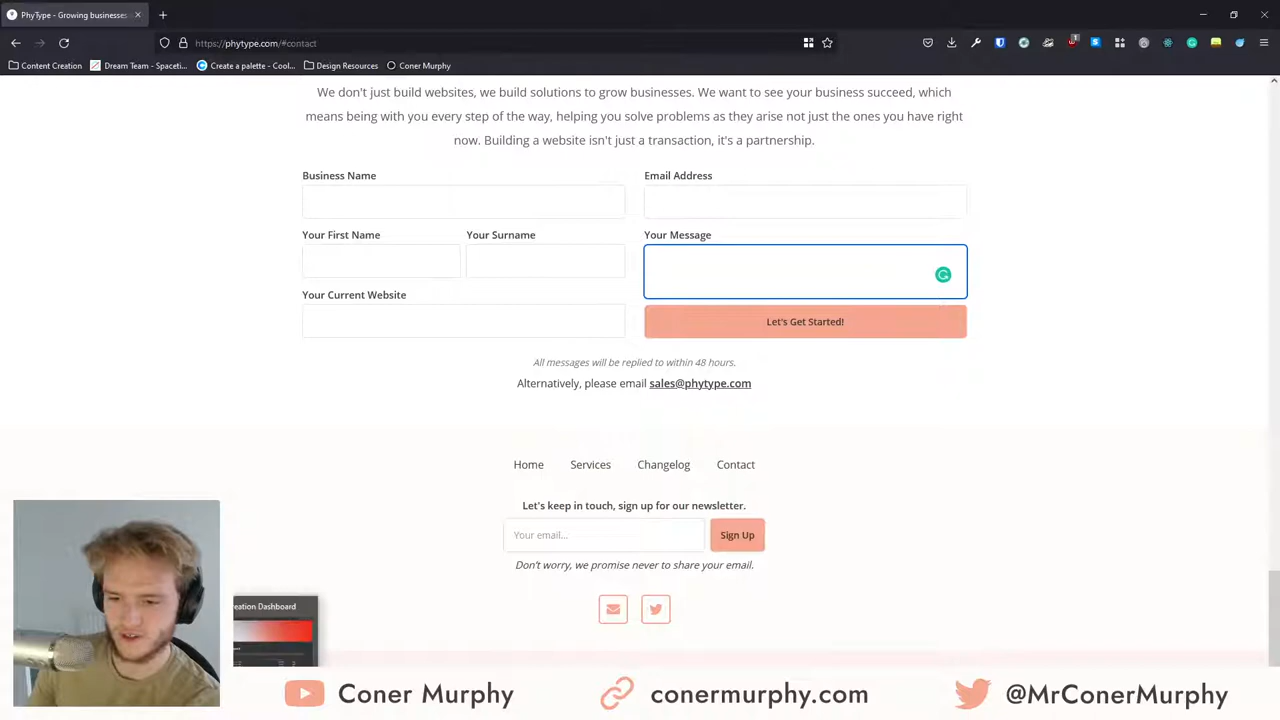 PhyType - Growing businesses
https://phytype.com/#contact
Content Creation
Dream Team - Spaceti...
Create a palette - Cool...
Design Resources
Coner Murphy
We don't just build websites, we build solutions to grow businesses. We want to see your business succeed, which
means being with you every step of the way, helping you solve problems as they arise not just the ones you have right
now. Building a website isn't just a transaction, it's a partnership.
Business Name
Email Address
Your First Name
Your Surname
Your Message
Your Current Website
Let's Get Started!
All messages will be replied to within 48 hours.
Alternatively, please email sales@phytype.com
Home
Services
Changelog
Contact
Let's keep in touch, sign up for our newsletter.
Your email...
Sign Up
Don't worry, we promise never to share your email.
reation Dashboard
Coner Murphy
conermurphy.com
@MrConerMurphy